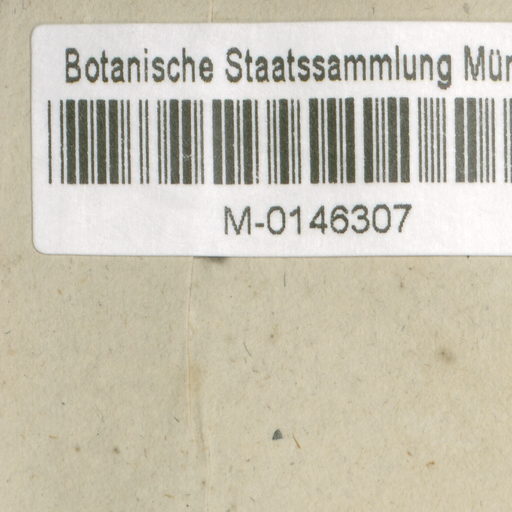 Botanische Staatssammlung Mün
M-0146307